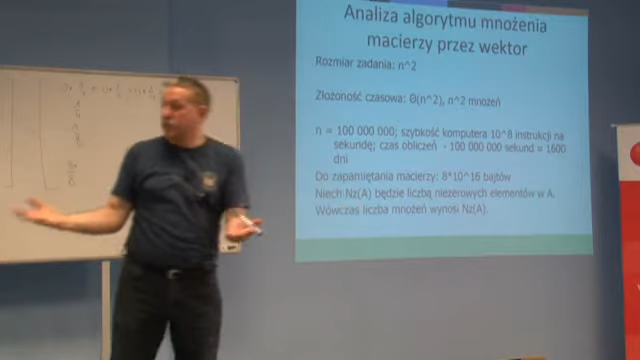 Analiza algorytmu mnożenia
macierzy przez wektor
Rozmiar zadania: n^2
Złożoność czasowa: Θ(n^2), n^2 mnożeń
n = 100 000 000; szybkość komputera 10^8 instrukcji na
sekundę; czas obliczeń - 100 000 000 sekund = 1600
dni
Do zapamiętania macierzy: 8*10^16 bajtów
Niech Nz(A) będzie liczbą niezerowych elementów w A.
Wówczas liczba mnożeń wynosi Nz(A).